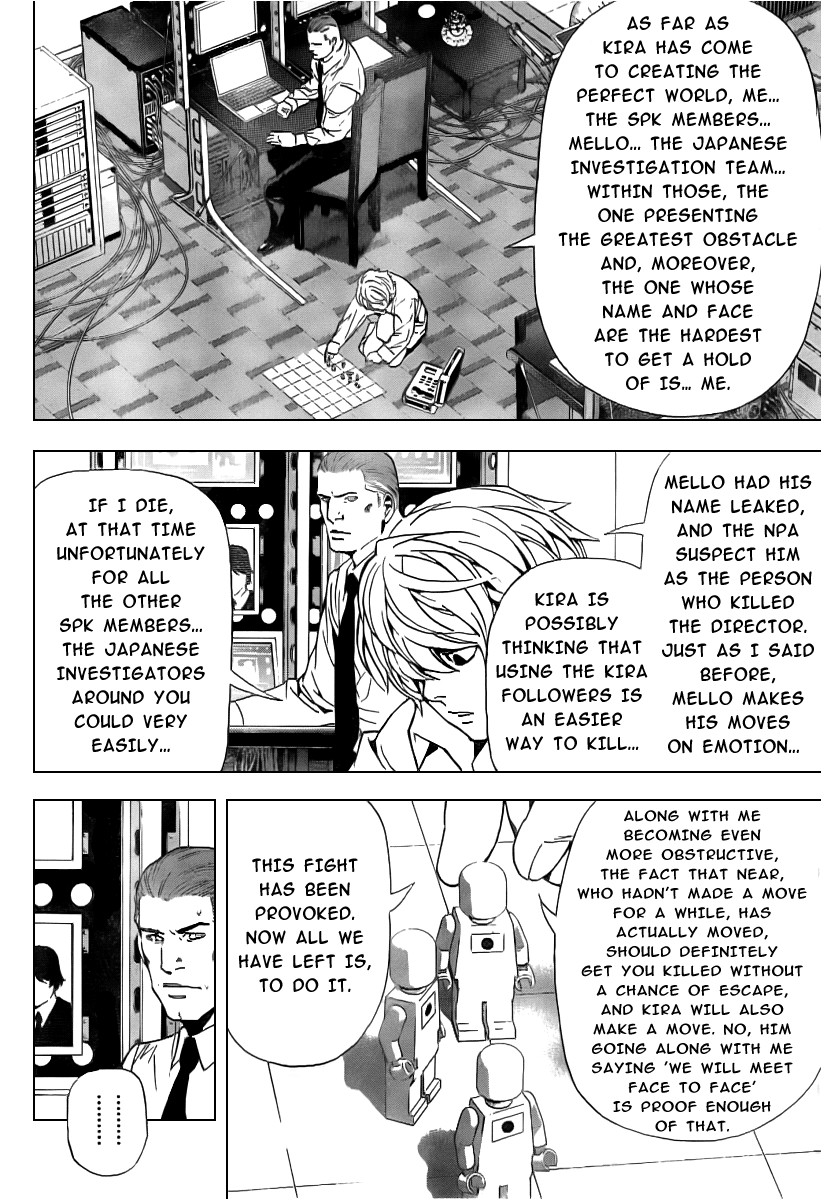 AS FAR AS
KIRA HAS COME
TO CREATING THE
PERFECT WORLD, ME...
THE SPK MEMBERS...
MELLO... THE JAPANESE
INVESTIGATION TEAM...
WITHIN THOSE, THE
ONE PRESENTING
THE GREATEST OBSTACLE
AND, MOREOVER,
THE ONE WHOSE
NAME AND FACE
ARE THE HARDEST
TO GET A HOLD
OF IS... ME.
MELLO HAD HIS
NAME LEAKED,
AND THE NPA
SUSPECT HIM
AS THE PERSON
WHO KILLED
THE DIRECTOR.
JUST AS I SAID
BEFORE,
MELLO MAKES
HIS MOVES
ON EMOTION...
KIRA IS
POSSIBLY
THINKING THAT
USING THE KIRA
FOLLOWERS IS
AN EASIER
WAY TO KILL...
IF I DIE,
AT THAT TIME
UNFORTUNATELY
FOR ALL
THE OTHER
SPK MEMBERS...
THE JAPANESE
INVESTIGATORS
AROUND YOU
COULD VERY
EASILY...
ALONG WITH ME
BECOMING EVEN
MORE OBSTRUCTIVE,
THE FACT THAT NEAR,
WHO HADN'T MADE A MOVE
FOR A WHILE, HAS
ACTUALLY MOVED,
SHOULD DEFINITELY
GET YOU KILLED WITHOUT
A CHANCE OF ESCAPE,
AND KIRA WILL ALSO
MAKE A MOVE. NO, HIM
GOING ALONG WITH ME
SAYING 'WE WILL MEET
FACE TO FACE'
IS PROOF ENOUGH
OF THAT.
THIS FIGHT
HAS BEEN
PROVOKED.
NOW ALL WE
HAVE LEFT IS,
TO DO IT.
............